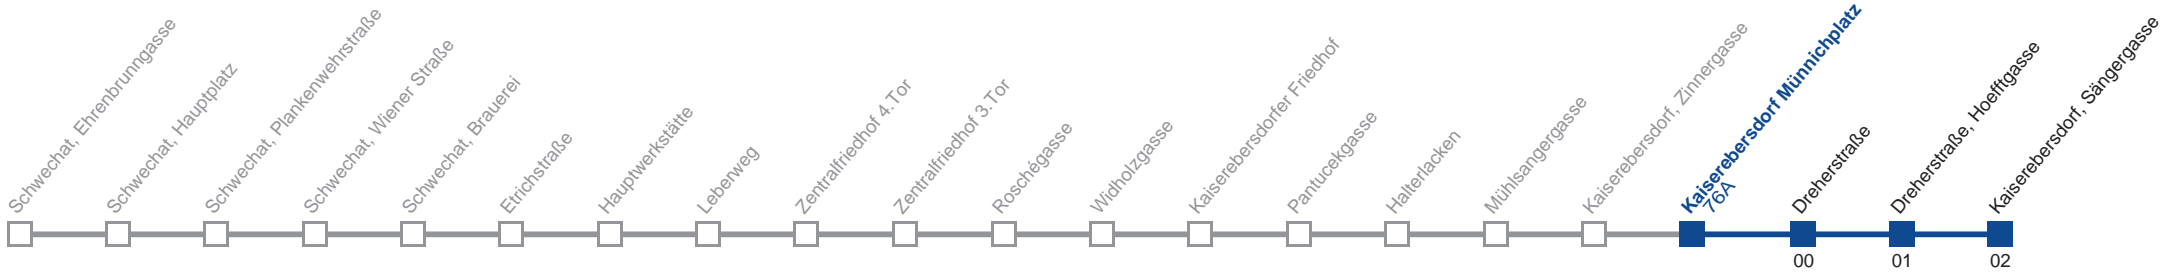 Schwechat, Ehrenbrunngasse
Schwechat, Hauptplatz
Schwechat, Plankenwehrstraße
Schwechat, Wiener Straße
Schwechat, Brauerei
Etrichstraße
Hauptwerkstätte
Leberweg
Zentralfriedhof 4.Tor
Zentralfriedhof 3.Tor
Roschégasse
Widholzgasse
Kaiserebersdorfer Friedhof
Pantucekgasse
Halterlacken
Mühlsangergasse
Kaiserebersdorf, Zinnergasse
Kaiserebersdorf Münnichplatz
76A
Dreherstraße
Dreherstraße, Hoefftgasse
Kaiserebersdorf, Sängergasse
00
01
02